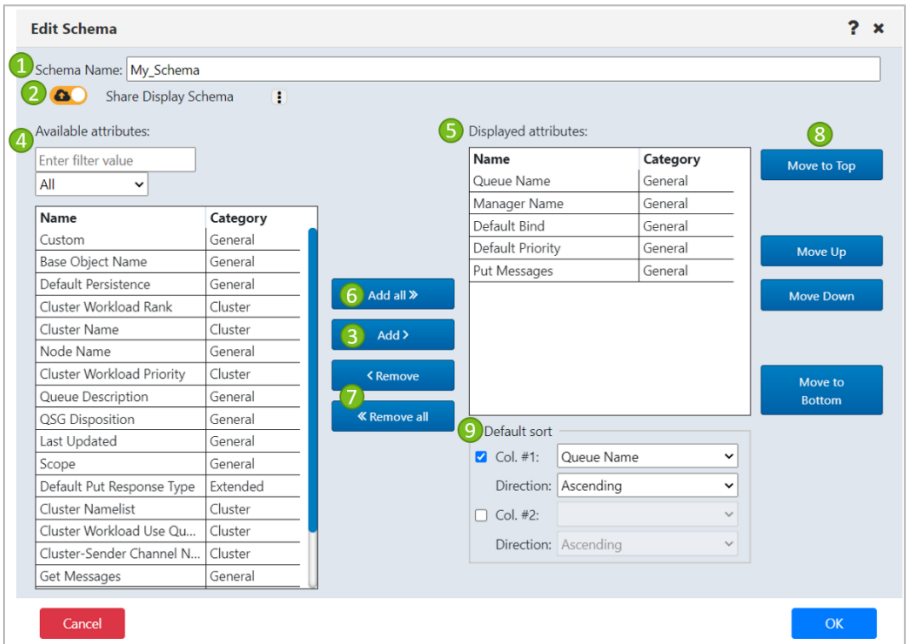 Edit Schema ? ×
1 Schema Name: My_Schema
2 Share Display Schema
4 Available attributes:
Enter filter value
All
Name Category
Custom General
Base Object Name General
Default Persistence General
Cluster Workload Rank Cluster
Cluster Name Cluster
Node Name General
Cluster Workload Priority Cluster
Queue Description General
QSG Disposition General
Last Updated General
Scope General
Default Put Response Type Extended
Cluster Namelist Cluster
Cluster Workload Use Qu... Cluster
Cluster-Sender Channel N... Cluster
Get Messages General
6 Add all »
3 Add >
< Remove
7
« Remove all
5 Displayed attributes:
Name Category
Queue Name General
Manager Name General
Default Bind General
Default Priority General
Put Messages General
8
Move to Top
Move Up
Move Down
Move to
Bottom
9 Default sort
Col. #1: Queue Name
Direction: Ascending
Col. #2:
Direction: Ascending
Cancel
OK